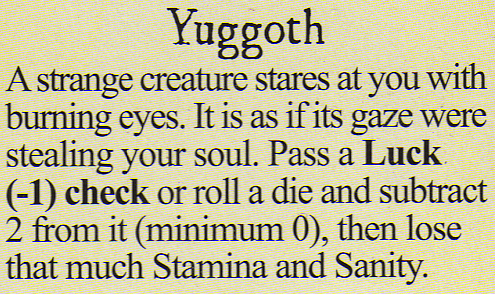 Yuggoth
A strange creature stares at you with
burning eyes. It is as if its gaze were
stealing your soul. Pass a Luck
(-1) check or roll a die and subtract
2 from it (minimum 0), then lose
that much Stamina and Sanity.